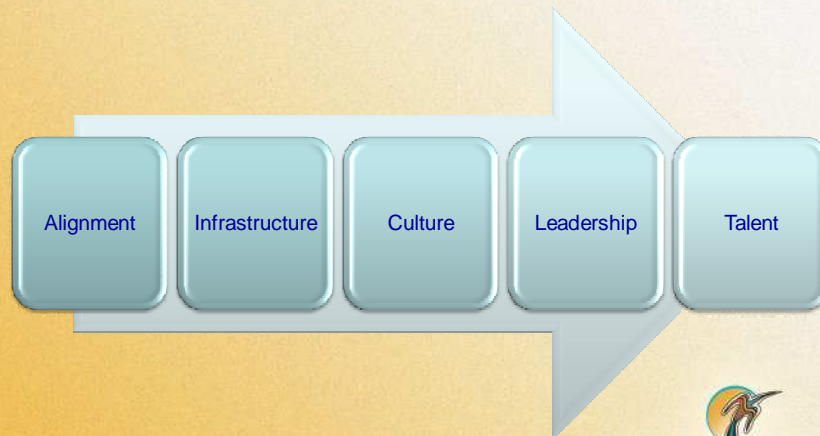 Alignment
Infrastructure
Culture
Leadership
Talent